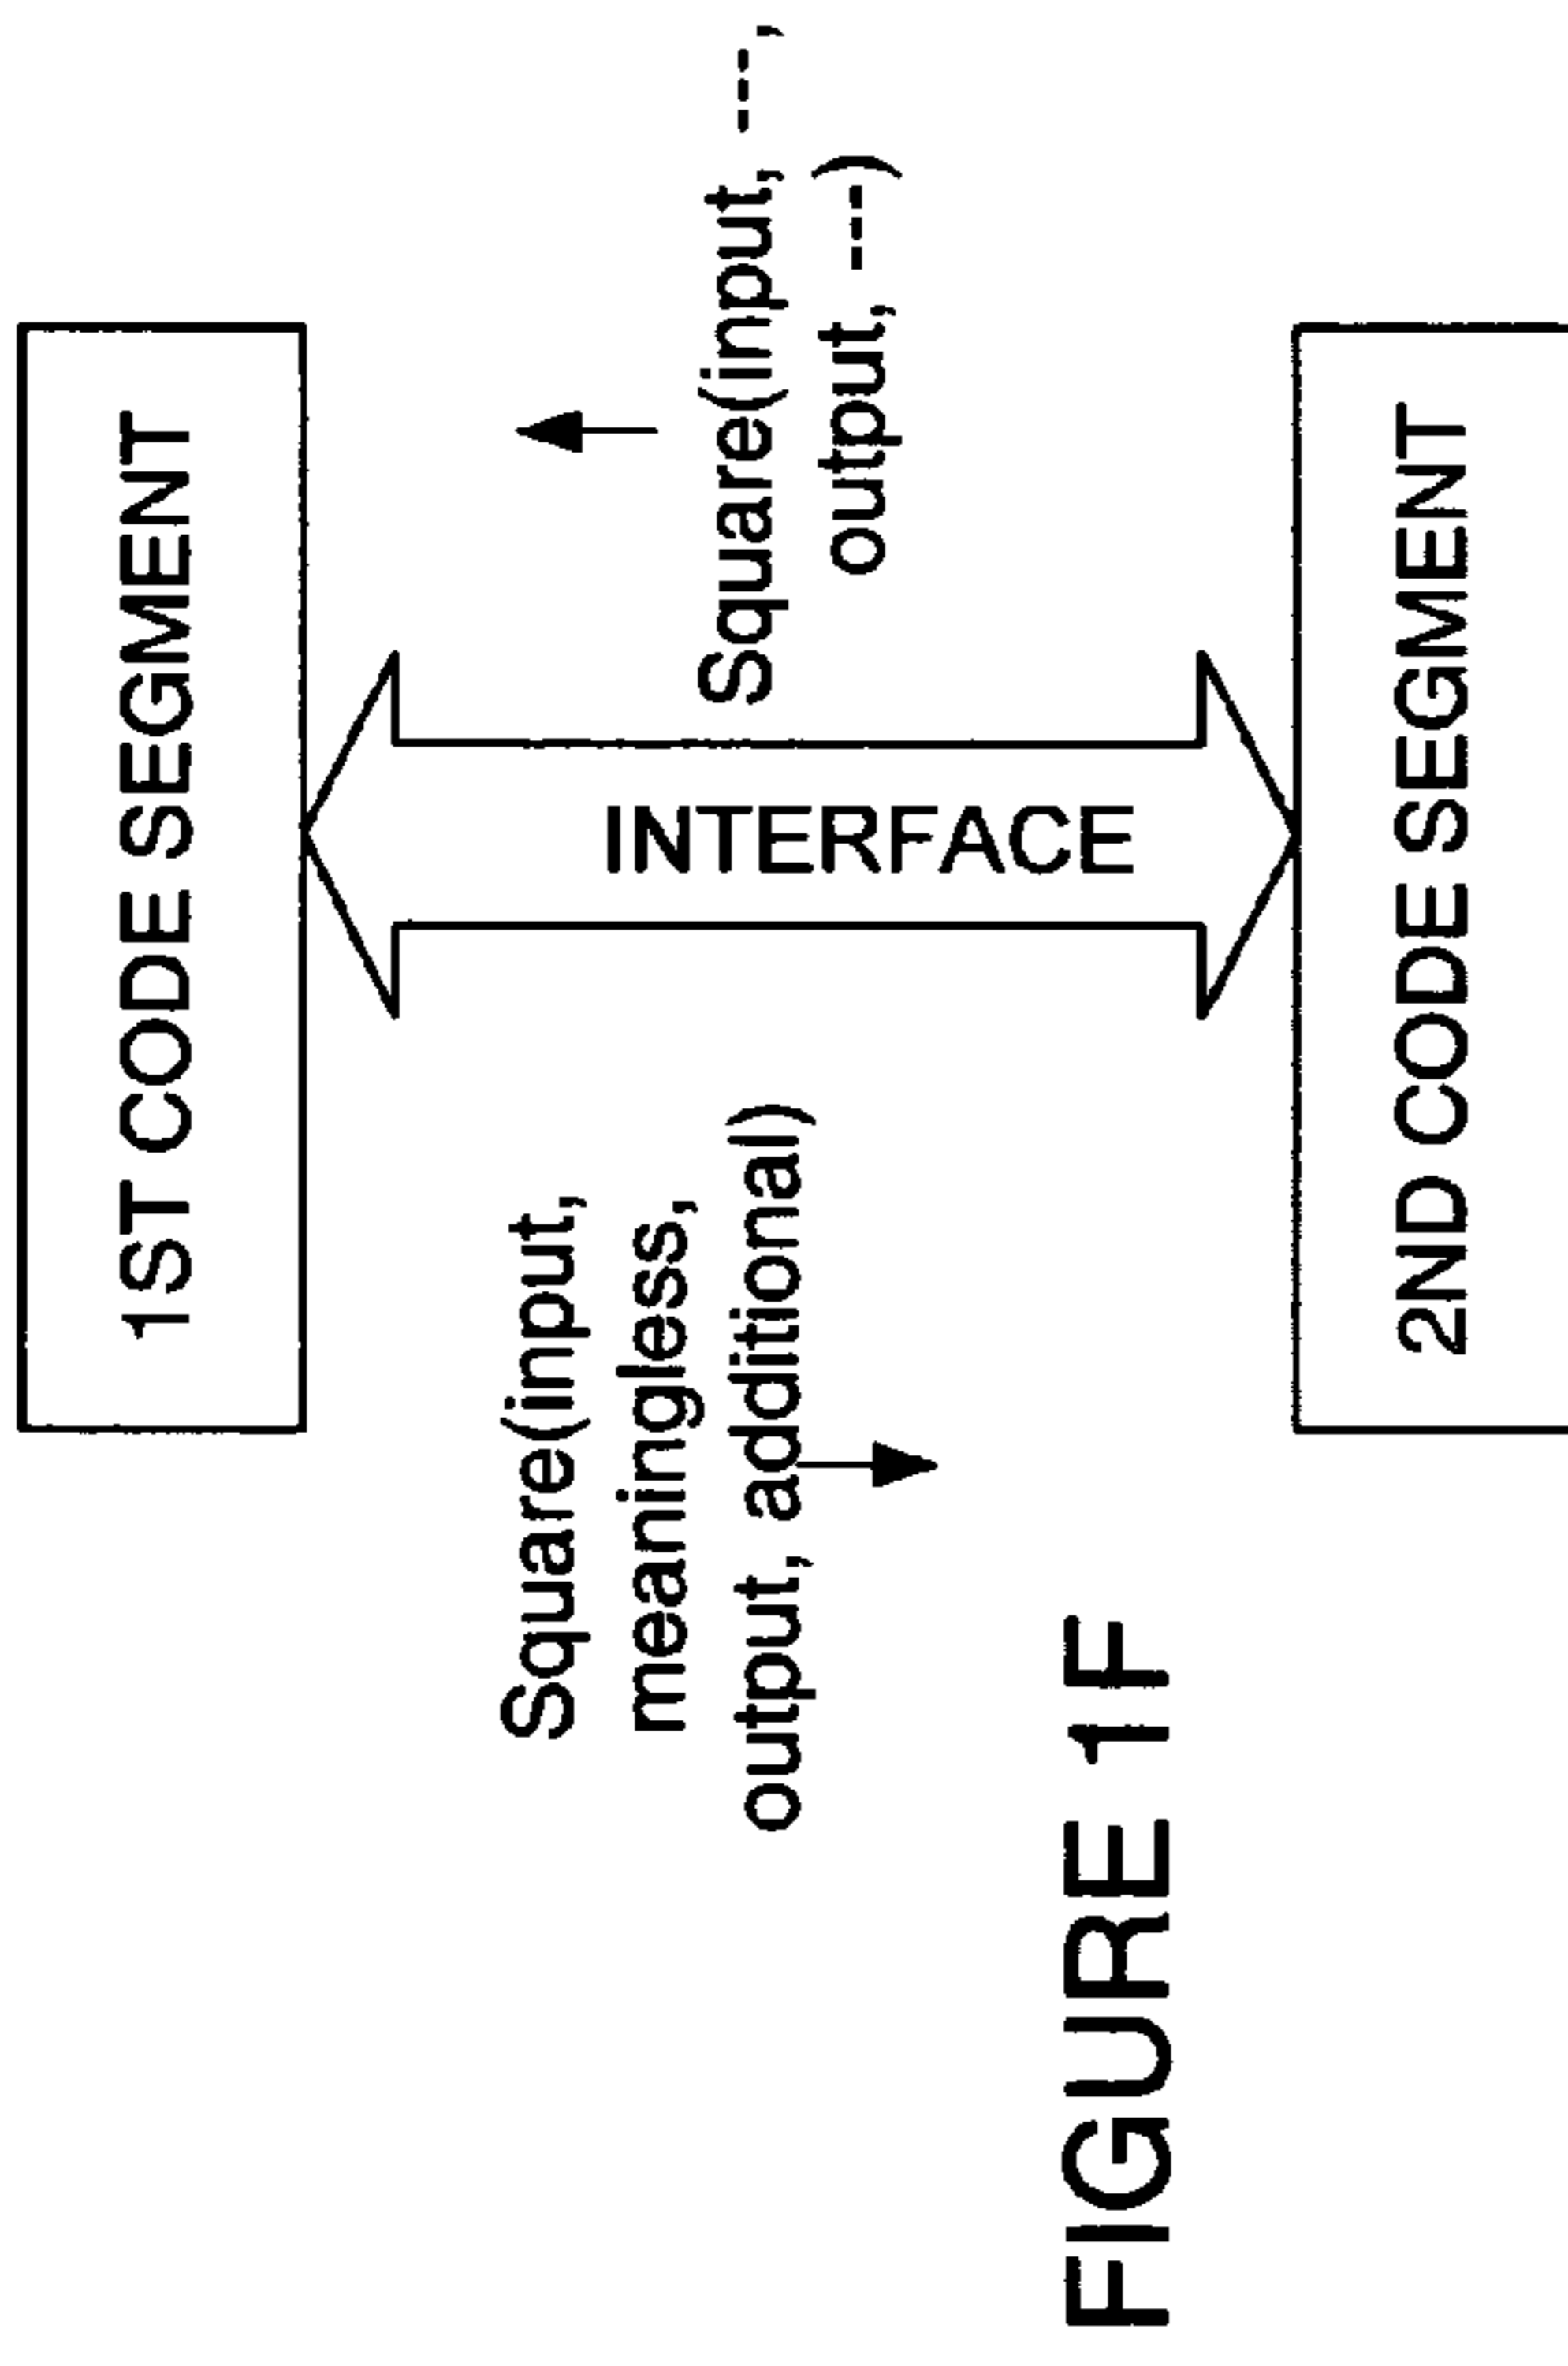 1ST CODE SEGMENT
Square(input,
meaningless,
output, additional)
INTERFACE
Square(input, ---,
output, ---)
2ND CODE SEGMENT
FIGURE 1F